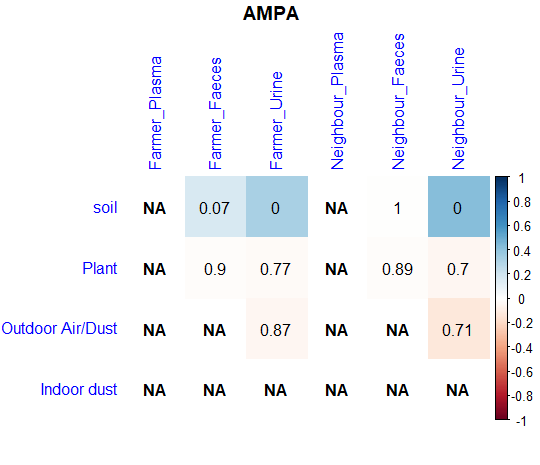 AMPA
Farmer_Plasma Farmer_Faeces Farmer_Urine Neighbour_Plasma Neighbour_Faeces Neighbour_Urine
soil NA 0.07 0 NA 1 0
Plant NA 0.9 0.77 NA 0.89 0.7
Outdoor Air/Dust NA NA 0.87 NA NA 0.71
Indoor dust NA NA NA NA NA NA
1
0.8
0.6
0.4
0.2
0
-0.2
-0.4
-0.6
-0.8
-1